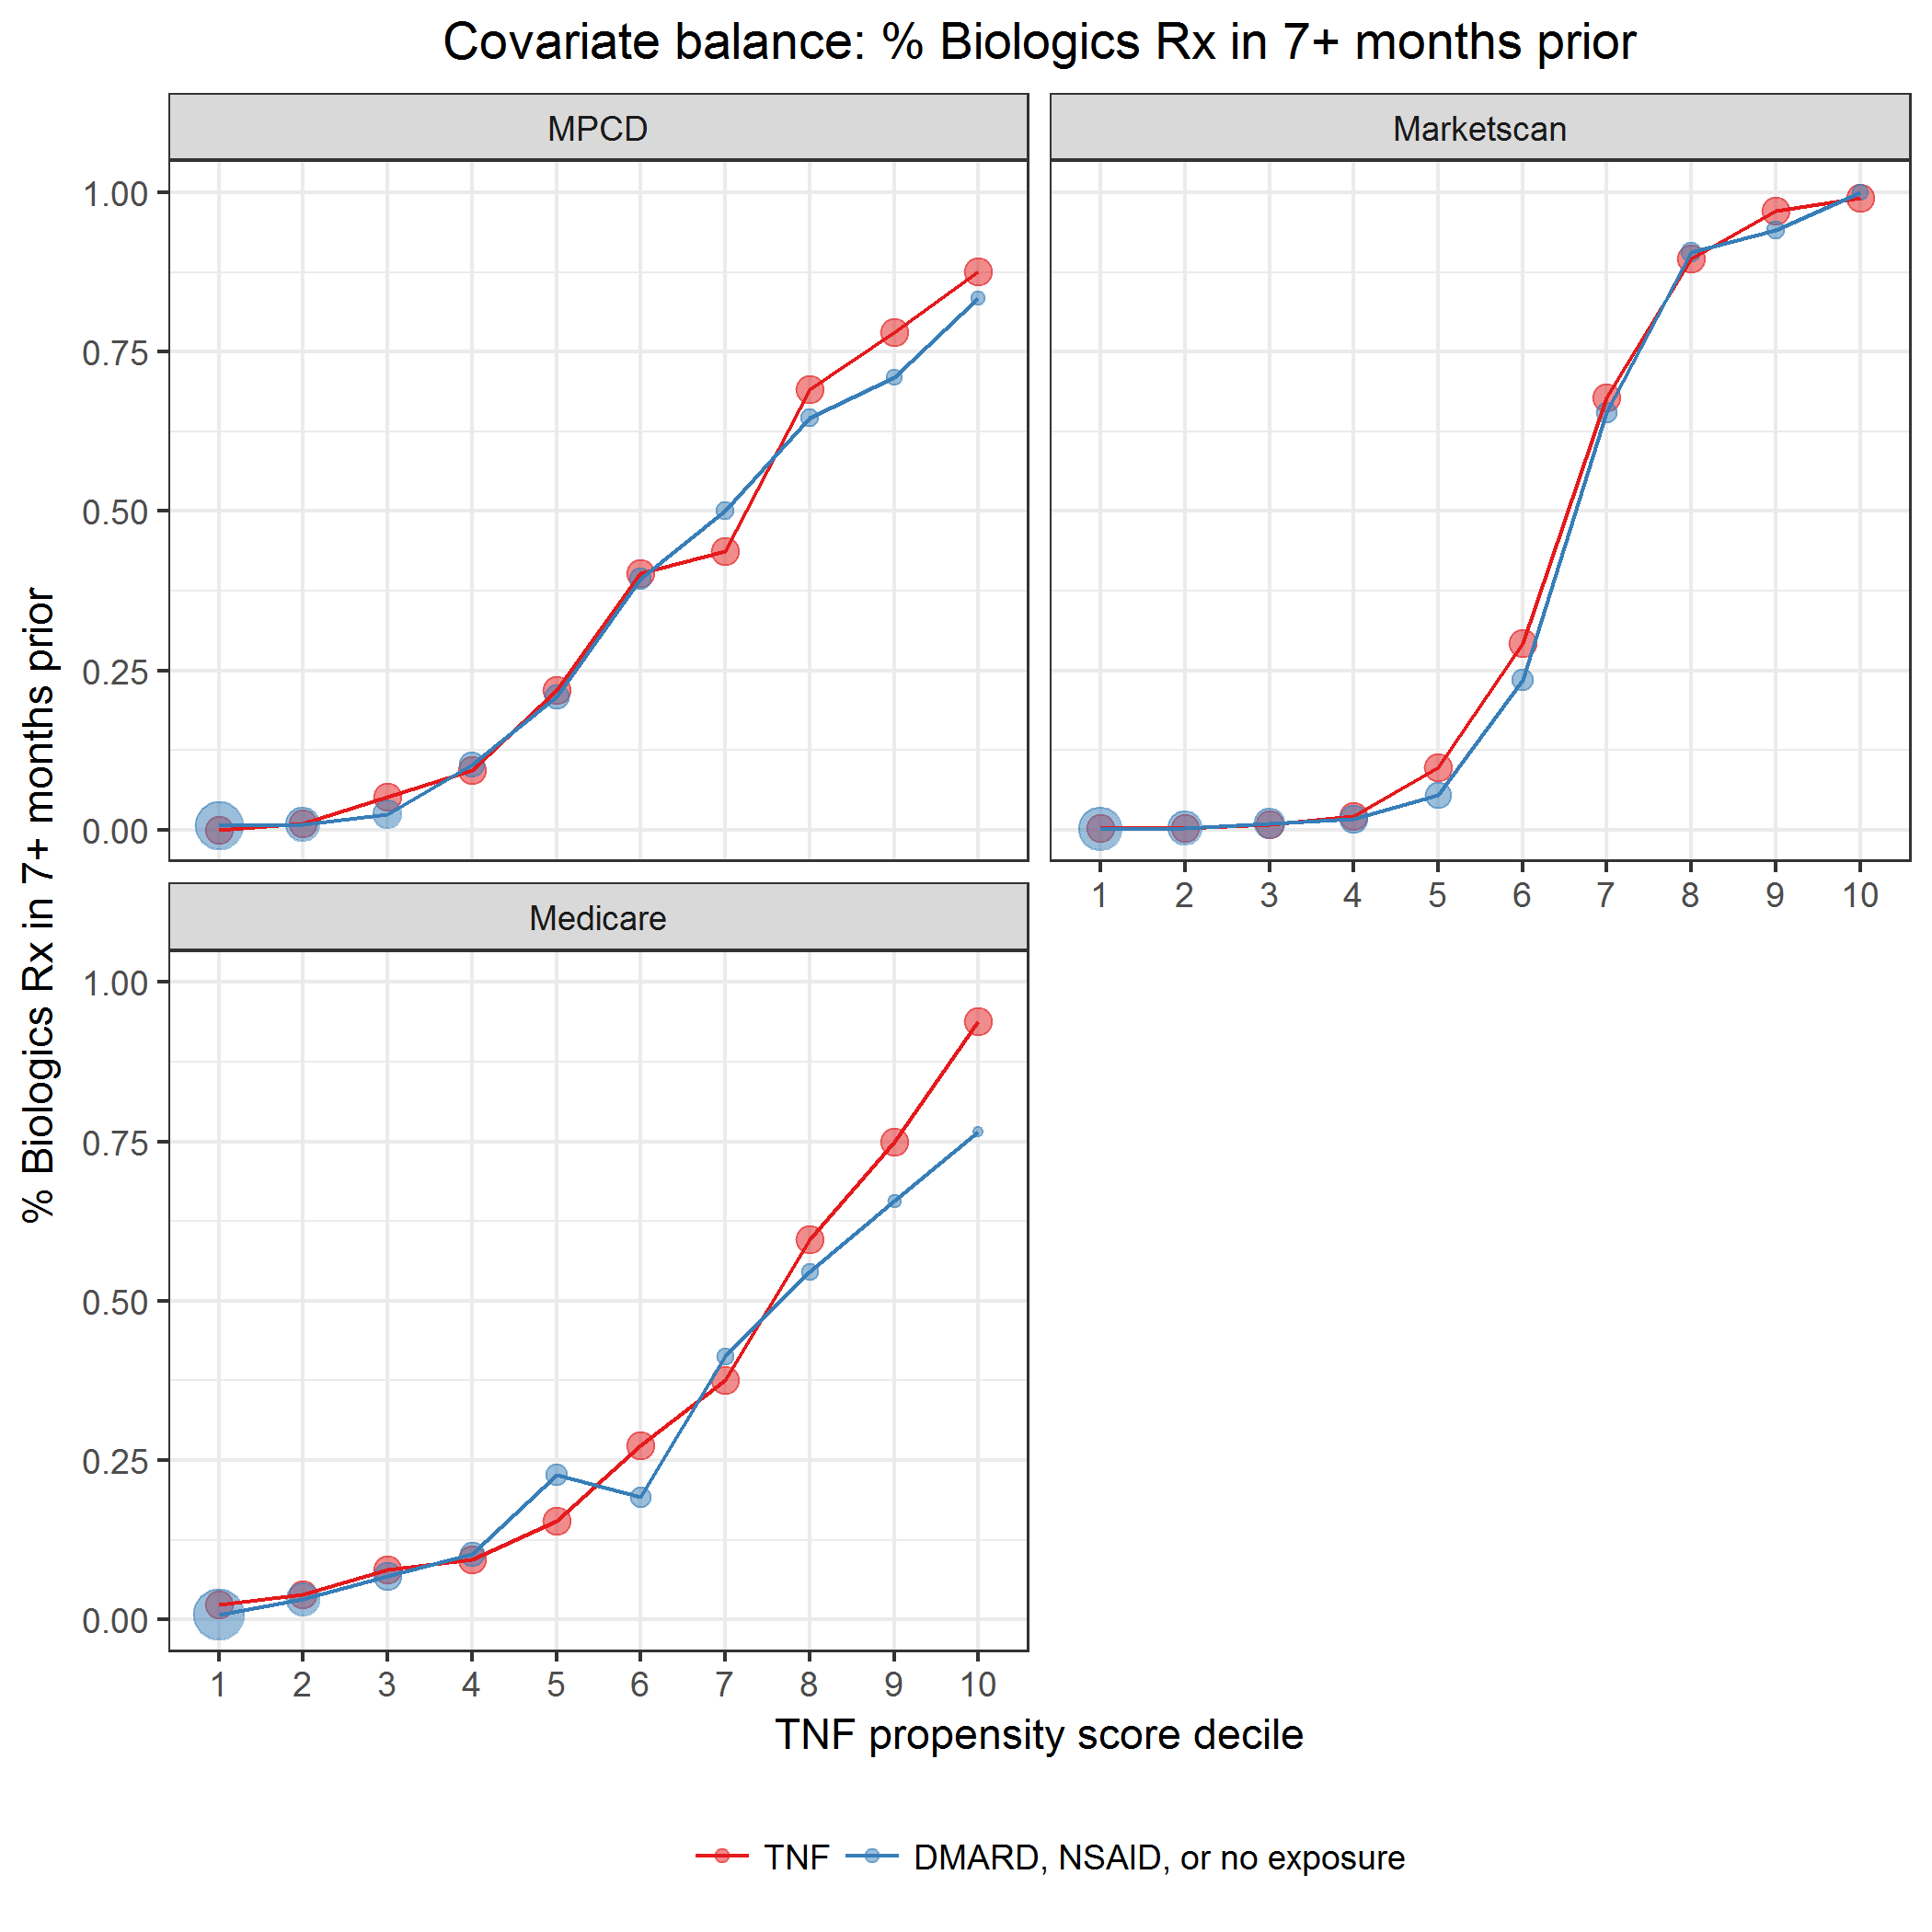 Covariate balance: % Biologics Rx in 7+ months prior
MPCD
Marketscan
1.00
0.75
0.50
0.25
0.00
1 2 3 4 5 6 7 8 9 10
Medicare
1.00
0.75
0.50
0.25
0.00
1 2 3 4 5 6 7 8 9 10
% Biologics Rx in 7+ months prior
TNF propensity score decile
TNF DMARD, NSAID, or no exposure